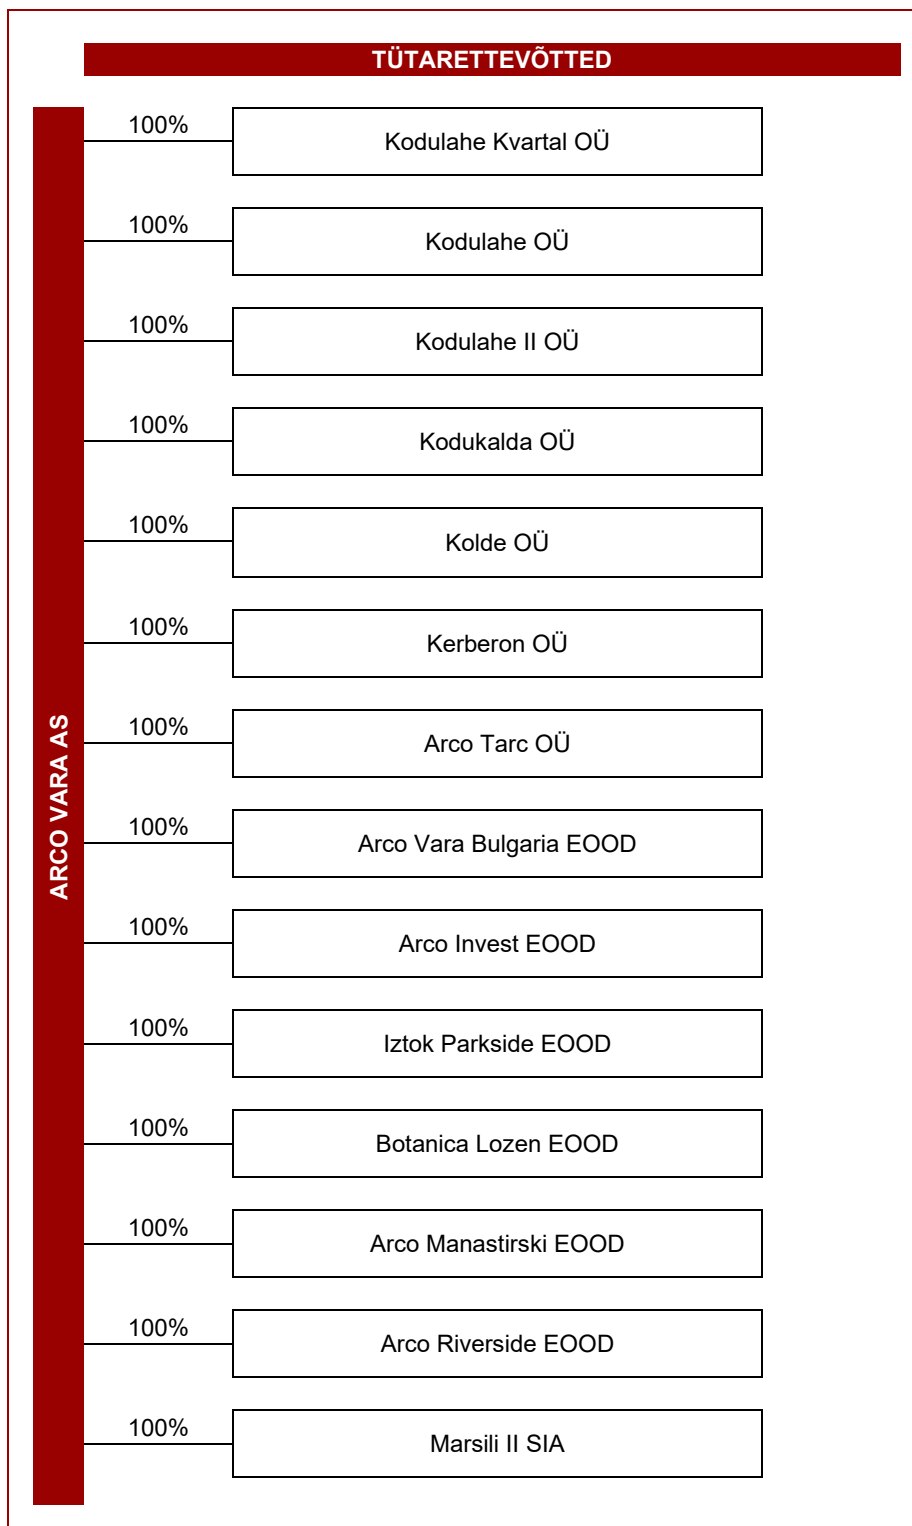 TÜTARETTEVÕTTED
ARCO VARA AS
100%
Kodulahe Kvartal OÜ
100%
Kodulahe OÜ
100%
Kodulahe II OÜ
100%
Kodukalda OÜ
100%
Kolde OÜ
100%
Kerberon OÜ
100%
Arco Tarc OÜ
100%
Arco Vara Bulgaria EOOD
100%
Arco Invest EOOD
100%
Iztok Parkside EOOD
100%
Botanica Lozen EOOD
100%
Arco Manastirski EOOD
100%
Arco Riverside EOOD
100%
Marsili II SIA